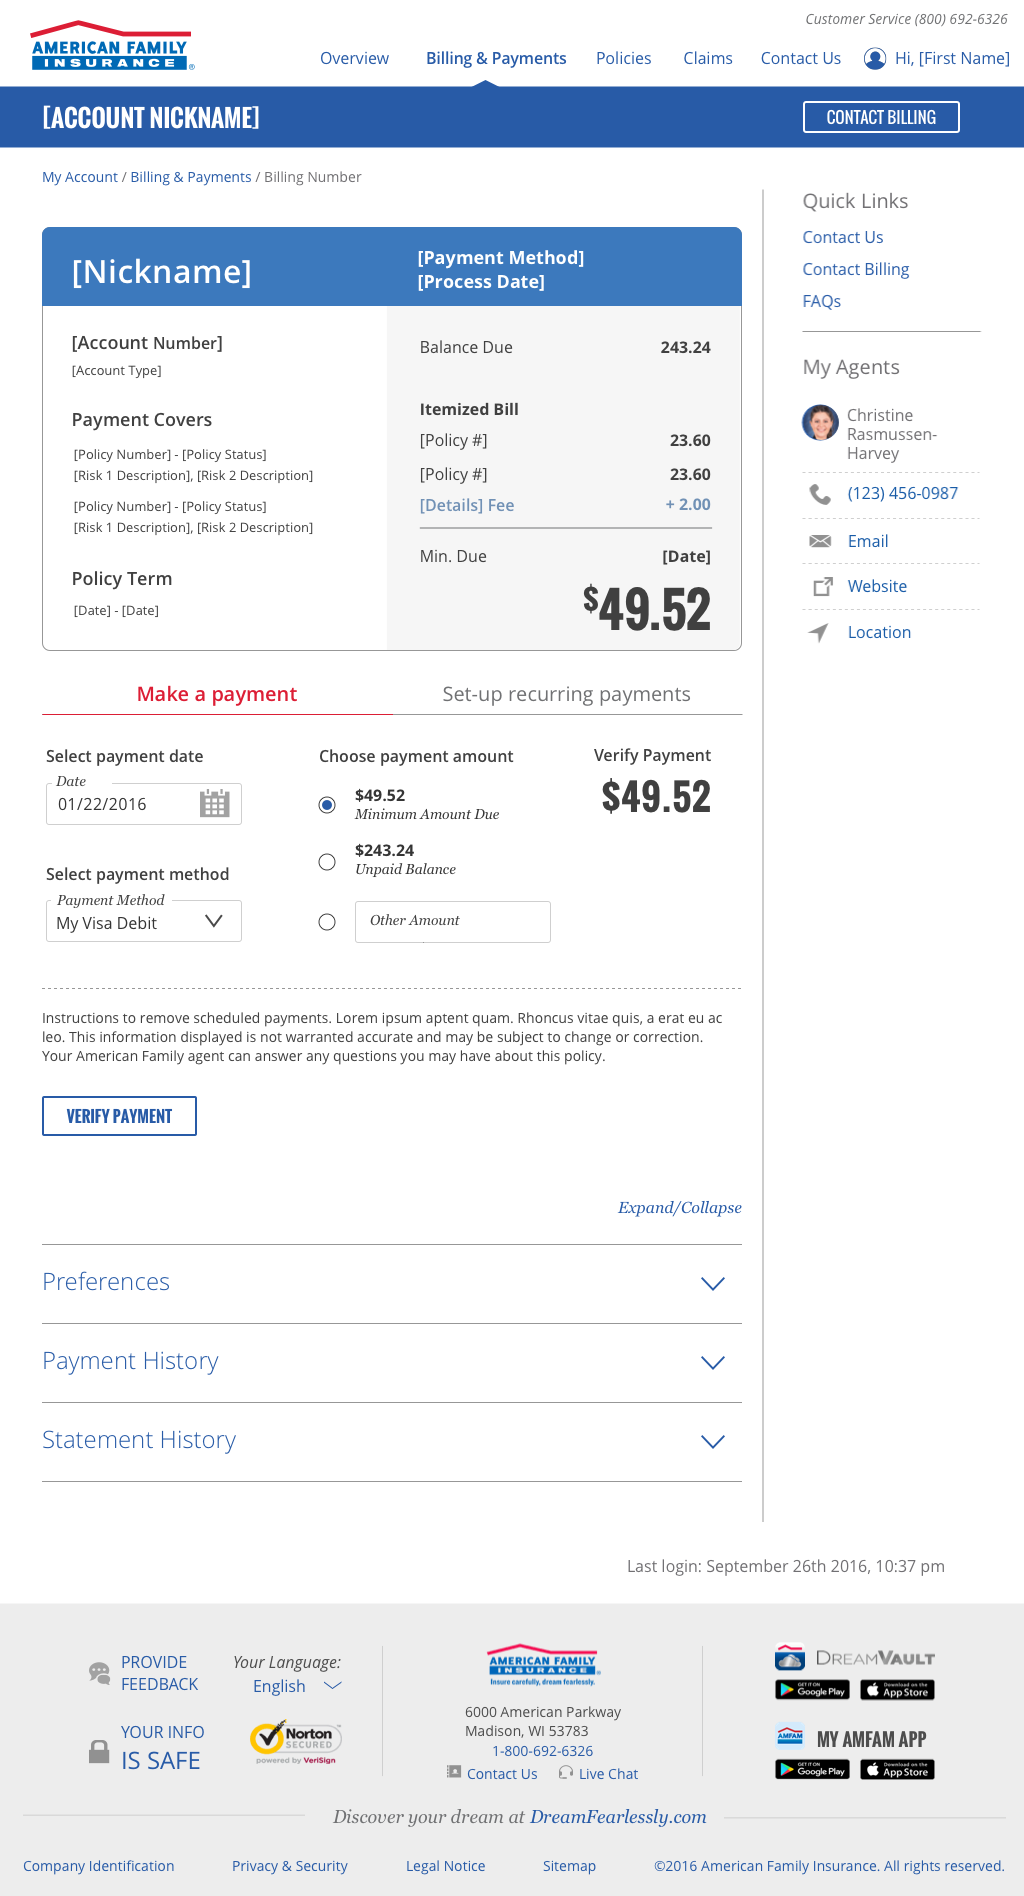 Customer Service (800) 692-6326
AMERICAN FAMILY
INSURANCE ®
Overview Billing & Payments Policies Claims Contact Us Hi, [First Name]
[ACCOUNT NICKNAME]
CONTACT BILLING
My Account / Billing & Payments / Billing Number
[Nickname]
[Payment Method]
[Process Date]
[Account Number]
[Account Type]
Payment Covers
[Policy Number] - [Policy Status]
[Risk 1 Description], [Risk 2 Description]
[Policy Number] - [Policy Status]
[Risk 1 Description], [Risk 2 Description]
Policy Term
[Date] - [Date]
Balance Due 243.24
Itemized Bill
[Policy #] 23.60
[Policy #] 23.60
[Details] Fee + 2.00
Min. Due [Date]
$49.52
Quick Links
Contact Us
Contact Billing
FAQs
My Agents
Christine
Rasmussen-
Harvey
(123) 456-0987
Email
Website
Location
Make a payment Set-up recurring payments
Select payment date
Date
01/22/2016
Select payment method
Payment Method
My Visa Debit
Choose payment amount
$49.52
Minimum Amount Due
$243.24
Unpaid Balance
Other Amount
Verify Payment
$49.52
Instructions to remove scheduled payments. Lorem ipsum aptent quam. Rhoncus vitae quis, a erat eu ac
leo. This information displayed is not warranted accurate and may be subject to change or correction.
Your American Family agent can answer any questions you may have about this policy.
VERIFY PAYMENT
Expand/Collapse
Preferences
Payment History
Statement History
Last login: September 26th 2016, 10:37 pm
PROVIDE
FEEDBACK
Your Language:
English
YOUR INFO
IS SAFE
Norton
SECURED
powered by VeriSign
AMERICAN FAMILY
INSURANCE ®
Insure carefully, dream fearlessly.
6000 American Parkway
Madison, WI 53783
1-800-692-6326
Contact Us Live Chat
DREAMVAULT
GET IT ON
Google Play
Download on the
App Store
AMFAM
MY AMFAM APP
GET IT ON
Google Play
Download on the
App Store
Discover your dream at DreamFearlessly.com
Company Identification Privacy & Security Legal Notice Sitemap ©2016 American Family Insurance. All rights reserved.